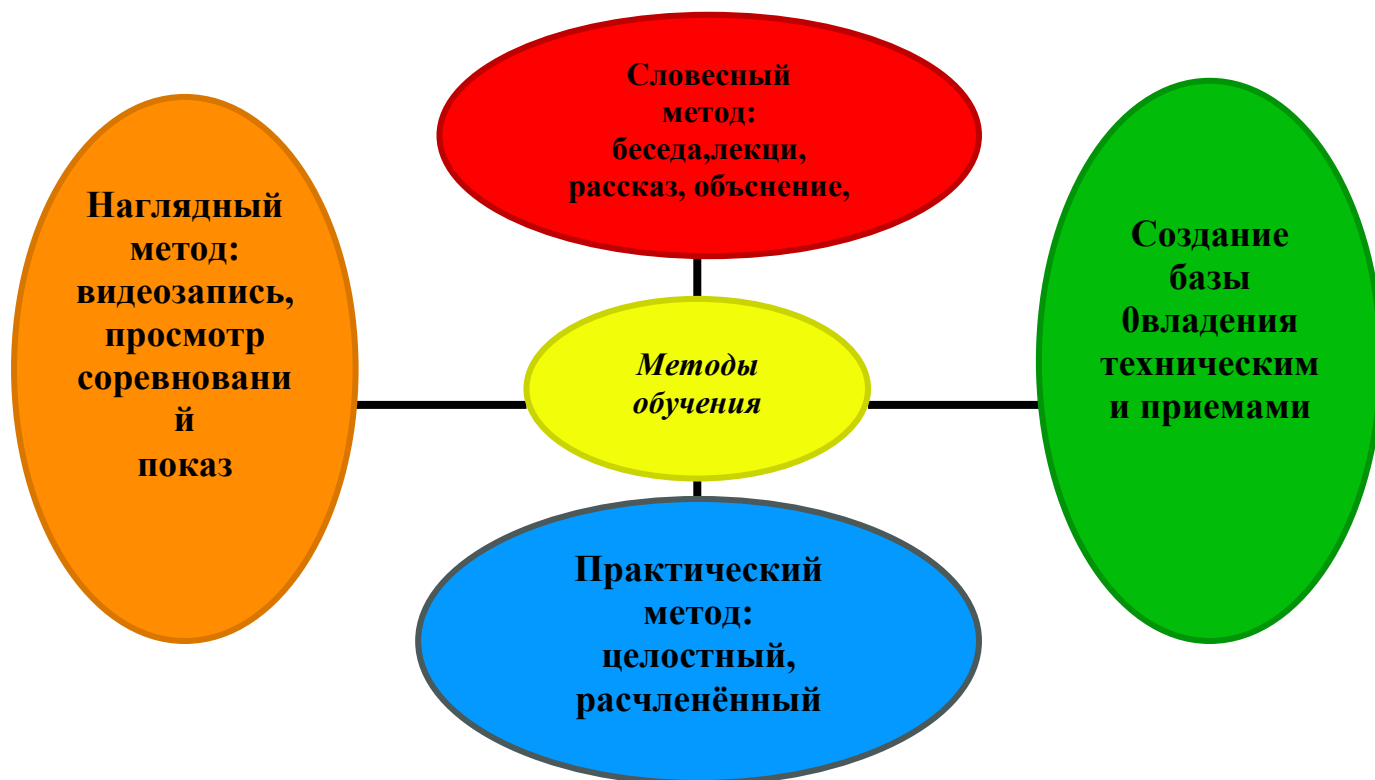 Словесный
метод:
беседа,лекци,
рассказ, объснение,
Наглядный
метод:
видеозапись,
просмотр
соревновани
й
показ
Методы
обучения
Создание
базы
0владения
техническим
и приемами
Практический
метод:
целостный,
расчленённый